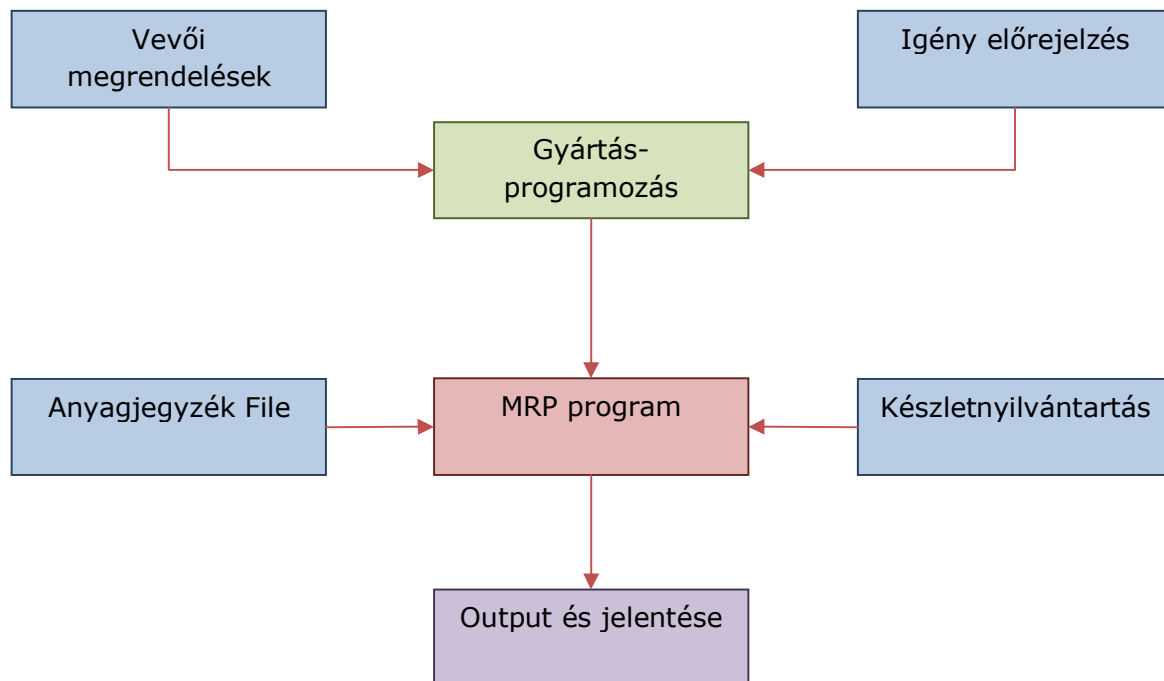 Vevői
megrendelések
Igény előrejelzés
Gyártás-
programozás
Anyagjegyzék File
MRP program
Készletnyilvántartás
Output és jelentése